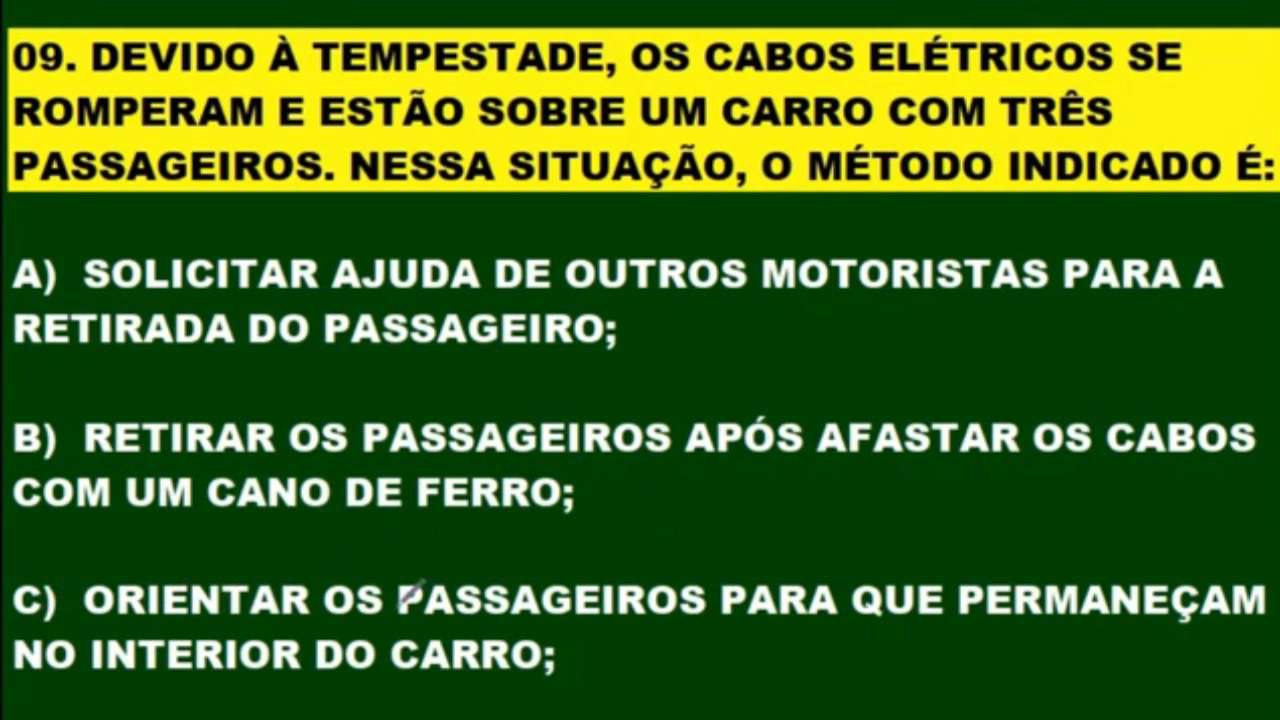 09. DEVIDO À TEMPESTADE, OS CABOS ELÉTRICOS SE
ROMPERAM E ESTÃO SOBRE UM CARRO COM TRÊS
PASSAGEIROS. NESSA SITUAÇÃO, O MÉTODO INDICADO É:
A) SOLICITAR AJUDA DE OUTROS MOTORISTAS PARA A
RETIRADA DO PASSAGEIRO;
B) RETIRAR OS PASSAGEIROS APÓS AFASTAR OS CABOS
COM UM CANO DE FERRO;
C) ORIENTAR OS PASSAGEIROS PARA QUE PERMANEÇAM
NO INTERIOR DO CARRO;